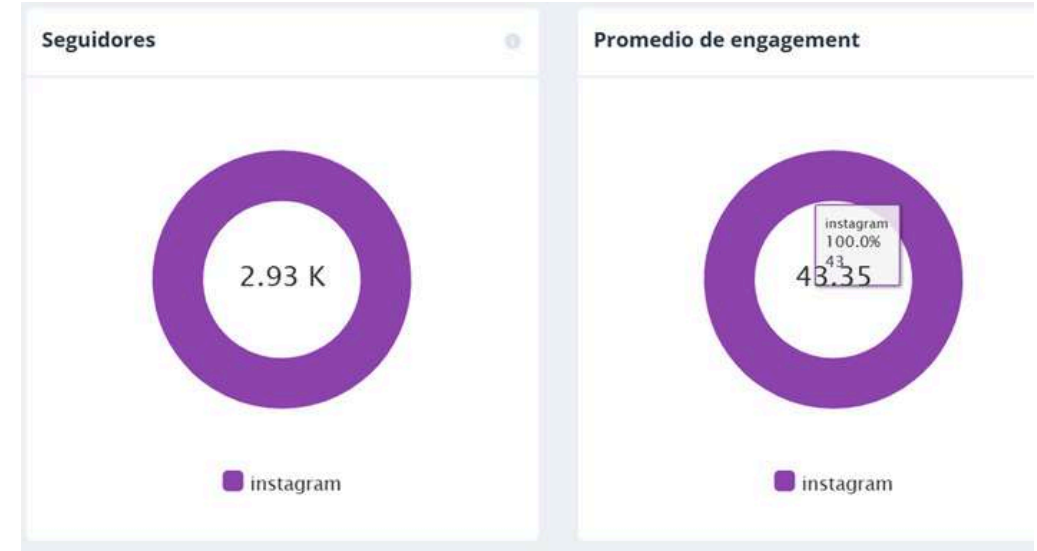 Seguidores
Promedio de engagement
2.93 K
instagram
100.0%
43
43.35
instagram
instagram